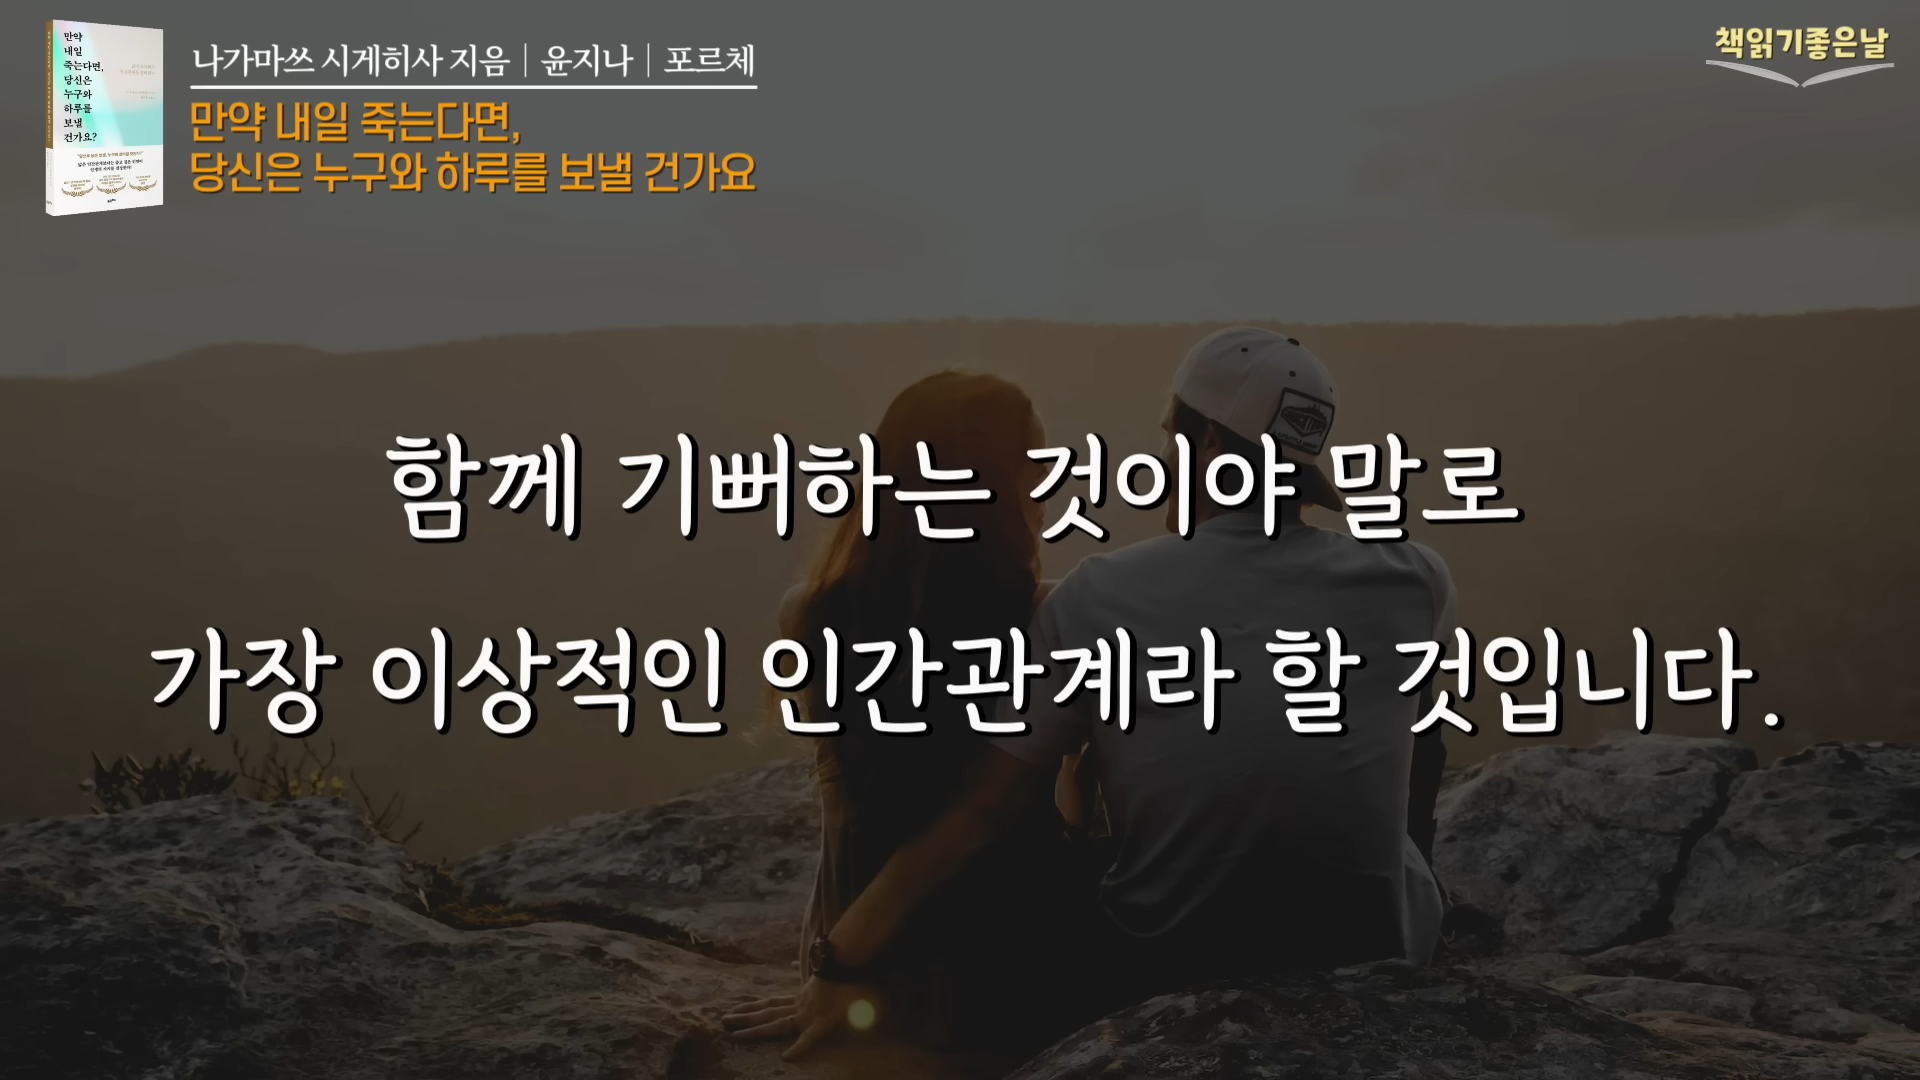 만약
내일
죽는다면,
당신은
누구와
하루를
보낼
건가요?
나가마쓰 시게히사 지음 | 윤지나 | 포르체
만약 내일 죽는다면,
당신은 누구와 하루를 보낼 건가요
책읽기좋은날
함께 기뻐하는 것이야 말로
가장 이상적인 인간관계라 할 것입니다.